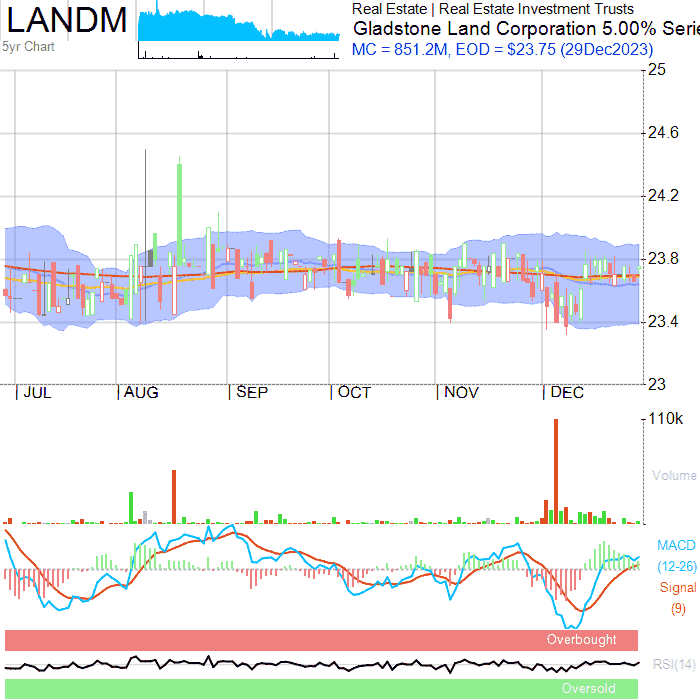 LANDM
5yr Chart
Real Estate | Real Estate Investment Trusts
Gladstone Land Corporation 5.00% Serie
MC = 851.2M, EOD = $23.75 (29Dec2023)
25
24.6
24.2
23.8
23.4
23
JUL AUG SEP OCT NOV DEC
110k
Volume
MACD
(12-26)
Signal
(9)
Overbought
RSI(14)
Oversold